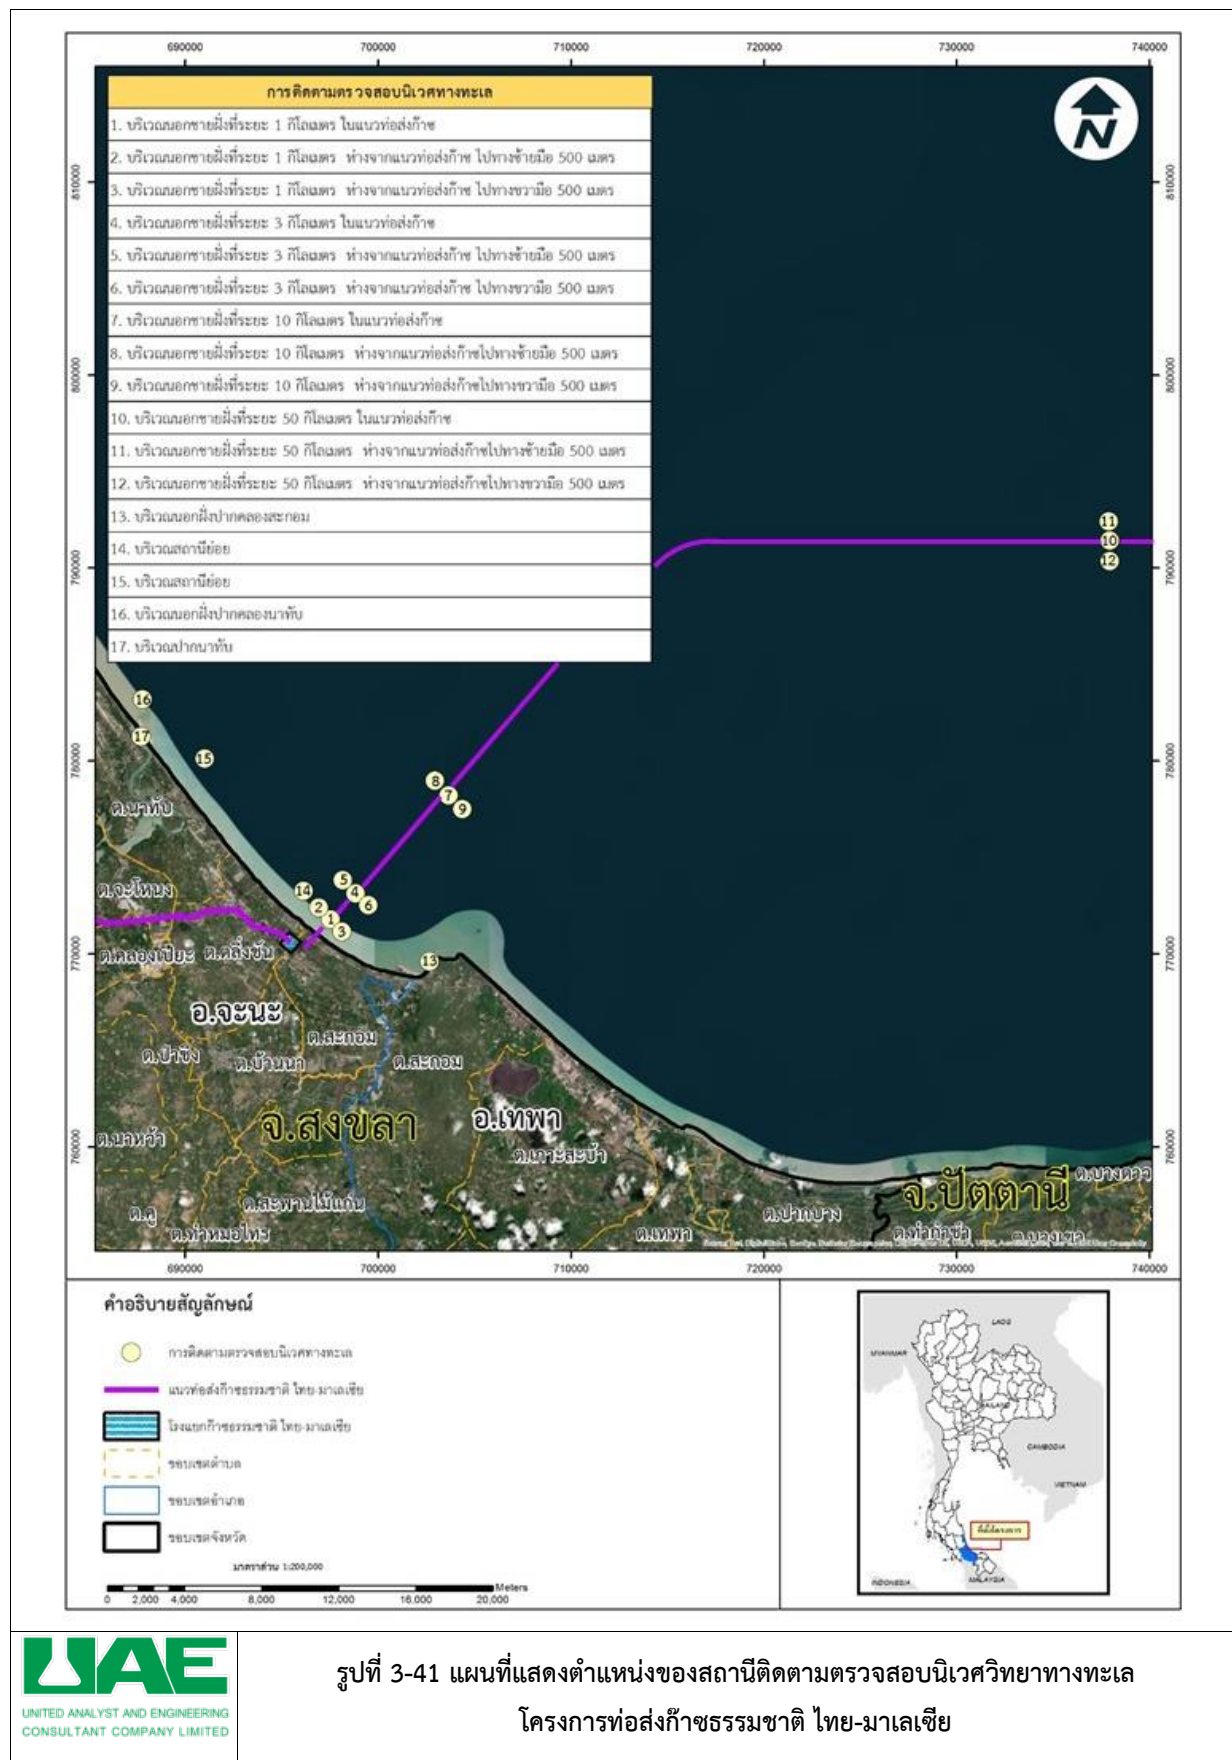 690000 700000 710000 720000 730000 740000
การติดตามตรวจสอบนิเวศทางทะเล
1. บริเวณนอกชายฝั่งที่ระยะ 1 กิโลเมตร ในแนวท่อส่งก๊าซ
2. บริเวณนอกชายฝั่งที่ระยะ 1 กิโลเมตร ห่างจากแนวท่อส่งก๊าซ ไปทางซ้ายมือ 500 เมตร
3. บริเวณนอกชายฝั่งที่ระยะ 1 กิโลเมตร ห่างจากแนวท่อส่งก๊าซ ไปทางขวามือ 500 เมตร
4. บริเวณนอกชายฝั่งที่ระยะ 3 กิโลเมตร ในแนวท่อส่งก๊าซ
5. บริเวณนอกชายฝั่งที่ระยะ 3 กิโลเมตร ห่างจากแนวท่อส่งก๊าซ ไปทางซ้ายมือ 500 เมตร
6. บริเวณนอกชายฝั่งที่ระยะ 3 กิโลเมตร ห่างจากแนวท่อส่งก๊าซ ไปทางขวามือ 500 เมตร
7. บริเวณนอกชายฝั่งที่ระยะ 10 กิโลเมตร ในแนวท่อส่งก๊าซ
8. บริเวณนอกชายฝั่งที่ระยะ 10 กิโลเมตร ห่างจากแนวท่อส่งก๊าซไปทางซ้ายมือ 500 เมตร
9. บริเวณนอกชายฝั่งที่ระยะ 10 กิโลเมตร ห่างจากแนวท่อส่งก๊าซไปทางขวามือ 500 เมตร
10. บริเวณนอกชายฝั่งที่ระยะ 50 กิโลเมตร ในแนวท่อส่งก๊าซ
11. บริเวณนอกชายฝั่งที่ระยะ 50 กิโลเมตร ห่างจากแนวท่อส่งก๊าซไปทางซ้ายมือ 500 เมตร
12. บริเวณนอกชายฝั่งที่ระยะ 50 กิโลเมตร ห่างจากแนวท่อส่งก๊าซไปทางขวามือ 500 เมตร
13. บริเวณนอกฝั่งปากคลองสะกอม
14. บริเวณสถานีย่อย
15. บริเวณสถานีย่อย
16. บริเวณนอกฝั่งปากคลองนาทับ
17. บริเวณปากนาทับ
N
810000 810000
800000 800000
790000 790000
780000 780000
770000 770000
760000 760000
11
10
12
16
17
15
8
7
9
5
4
6
14
2
1
3
13
ต.นาทับ
ต.จะโหนง
ต.คลองเปียะ ต.ตลิ่งชัน
อ.จะนะ
ต.สะกอม
ต.ป่าชิง ต.บ้านนา ต.สะกอม
จ.สงขลา อ.เทพา
ต.นาหว้า ต.เกาะสะบ้า
ต.สะพานไม้แก่น
ต.คู
ต.ท่าหมอไทร
ต.เทพา
ต.ปากบาง
จ.ปัตตานี
ต.บางตาวา
ต.ท่ากำชำ ต.บางเขา
690000 700000 710000 720000 730000 740000
คำอธิบายสัญลักษณ์
การติดตามตรวจสอบนิเวศทางทะเล
แนวท่อส่งก๊าซธรรมชาติ ไทย-มาเลเซีย
โรงแยกก๊าซธรรมชาติ ไทย-มาเลเซีย
ขอบเขตตำบล
ขอบเขตอำเภอ
ขอบเขตจังหวัด
มาตราส่วน 1:200,000
Meters
0 2,000 4,000 8,000 12,000 16,000 20,000
LAOS
MYANMAR
THAILAND
CAMBODIA
VIETNAM
ที่ตั้งโครงการ
INDONESIA
MALAYSIA
UAE
UNITED ANALYST AND ENGINEERING
CONSULTANT COMPANY LIMITED
รูปที่ 3-41 แผนที่แสดงตำแหน่งของสถานีติดตามตรวจสอบนิเวศวิทยาทางทะเล
โครงการท่อส่งก๊าซธรรมชาติ ไทย-มาเลเซีย